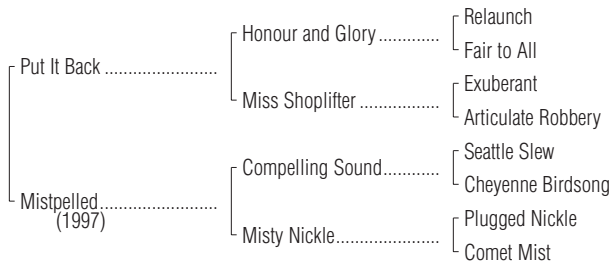 Relaunch
Honour and Glory .............
Fair to All
Put It Back ........................
Exuberant
Miss Shoplifter .................
Articulate Robbery
Seattle Slew
Compelling Sound............
Cheyenne Birdsong
Mistpelled.........................
(1997)
Plugged Nickle
Misty Nickle......................
Comet Mist